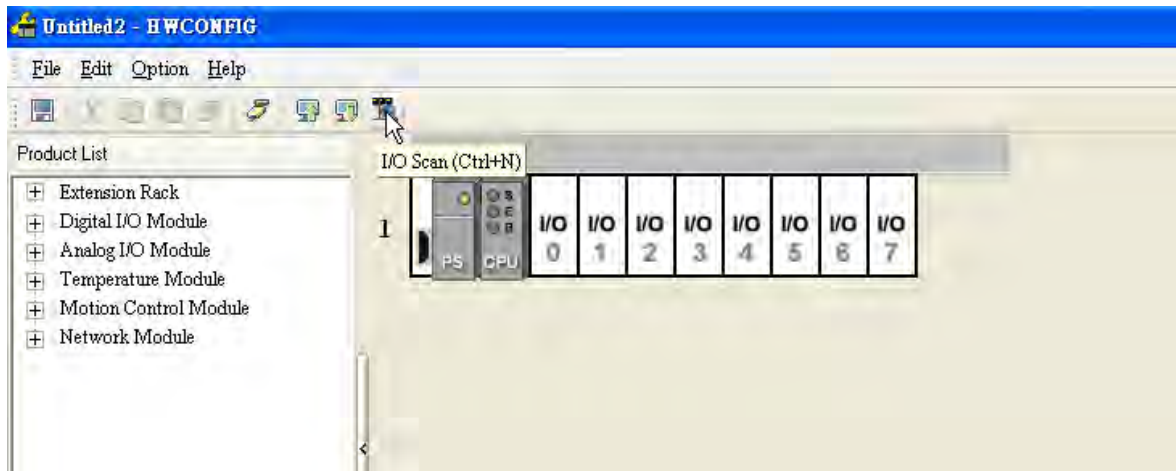 Untitled2 - HWCONFIG
File Edit Option Help
Product List
I/O Scan (Ctrl+N)
Extension Rack
Digital I/O Module
Analog I/O Module
Temperature Module
Motion Control Module
Network Module
1
PS CPU
I/O I/O I/O I/O I/O I/O I/O I/O
0 1 2 3 4 5 6 7